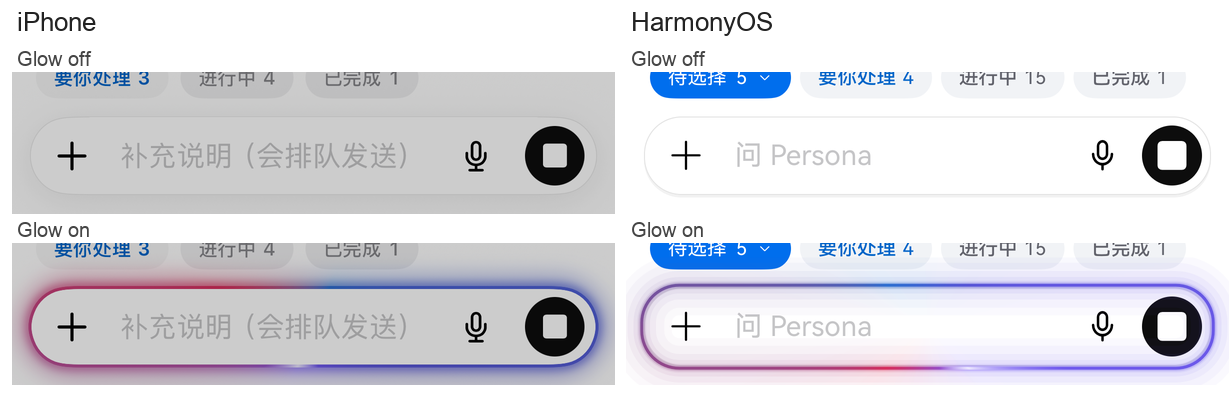 iPhone
Glow off
要你处理 3 进行中 4 已完成 1
补充说明（会排队发送）
Glow on
要你处理 3 进行中 4 已完成 1
补充说明（会排队发送）
HarmonyOS
Glow off
待选择 5 要你处理 4 进行中 15 已完成 1
问 Persona
Glow on
待选择 5 要你处理 4 进行中 15 已完成 1
问 Persona